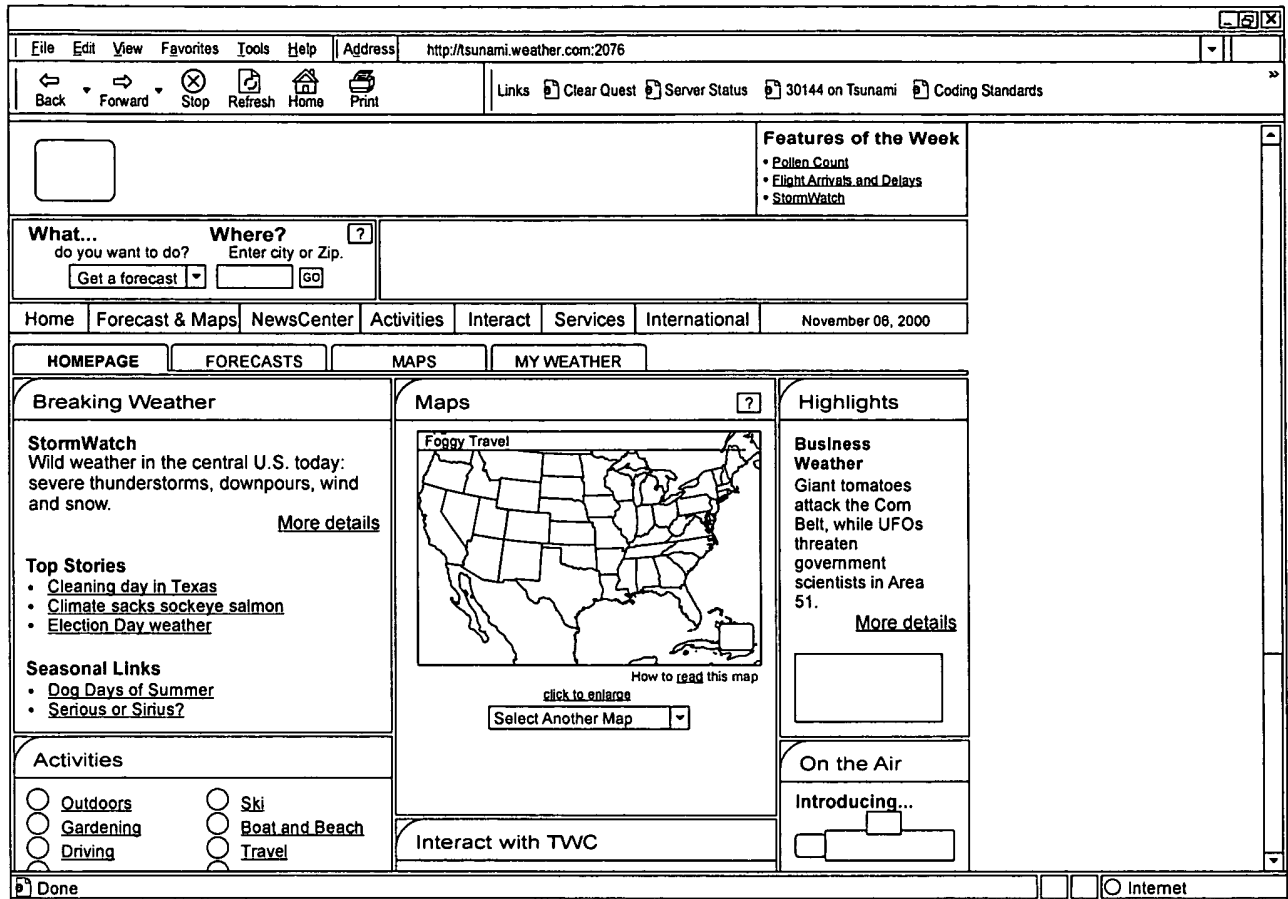 File Edit View Favorites Tools Help Address http://tsunami.weather.com:2076
Back Forward Stop Refresh Home Print Links Clear Quest Server Status 30144 on Tsunami Coding Standards »
Features of the Week
• Pollen Count
• Flight Arrivals and Delays
• StormWatch
What... Where? ?
do you want to do? Enter city or Zip.
Get a forecast GO
Home Forecast & Maps NewsCenter Activities Interact Services International November 06, 2000
HOMEPAGE FORECASTS MAPS MY WEATHER
Breaking Weather
StormWatch
Wild weather in the central U.S. today:
severe thunderstorms, downpours, wind
and snow.
More details
Top Stories
• Cleaning day in Texas
• Climate sacks sockeye salmon
• Election Day weather
Seasonal Links
• Dog Days of Summer
• Serious or Sirius?
Activities
Outdoors Ski
Gardening Boat and Beach
Driving Travel
Maps ?
Foggy Travel
How to read this map
click to enlarge
Select Another Map
Interact with TWC
Highlights
Business
Weather
Giant tomatoes
attack the Corn
Belt, while UFOs
threaten
government
scientists in Area
51.
More details
On the Air
Introducing...
Done Internet